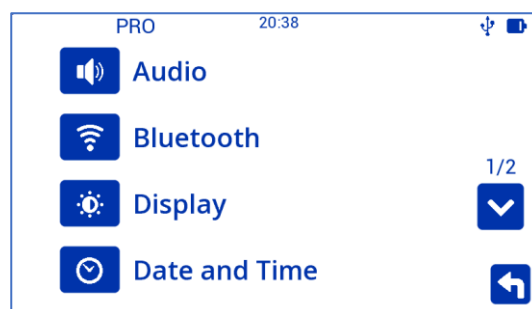 PRO 20:38
Audio
Bluetooth
1/2
Display
Date and Time